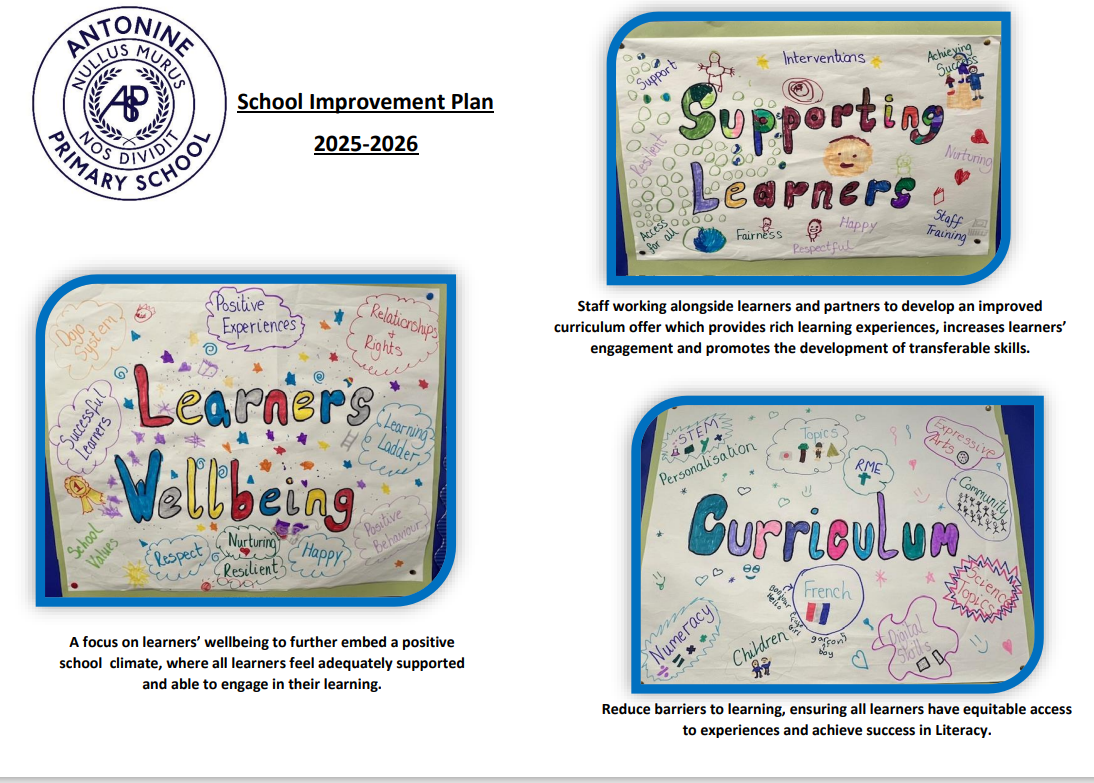 ANTONINE
NULLUS MURUS
ASP
NOS DIVIDIT
PRIMARY SCHOOL
School Improvement Plan
2025-2026
Support
Interventions
Achieving
Success
Supporting
Resilient
Nurturing
Learners
Access
for all
Fairness
Respectful
Happy
Staff
Training
Staff working alongside learners and partners to develop an improved
curriculum offer which provides rich learning experiences, increases learners’
engagement and promotes the development of transferable skills.
Dojo
System
Positive
Experiences
Relationships
+
Rights
Successful
Learners
Learners
Learning
Ladder
Wellbeing
1
School
Values
Respect
Nurturing
Resilient
Happy
Positive
Behaviour
A focus on learners’ wellbeing to further embed a positive
school climate, where all learners feel adequately supported
and able to engage in their learning.
STEM
Personalisation
Topics
RME
Expressive
Arts
Community
Curriculum
French
Bonjour
Hello
girl
garçon
boy
Science
Topics
Numeracy
Children
Digital
Skills
Reduce barriers to learning, ensuring all learners have equitable access
to experiences and achieve success in Literacy.